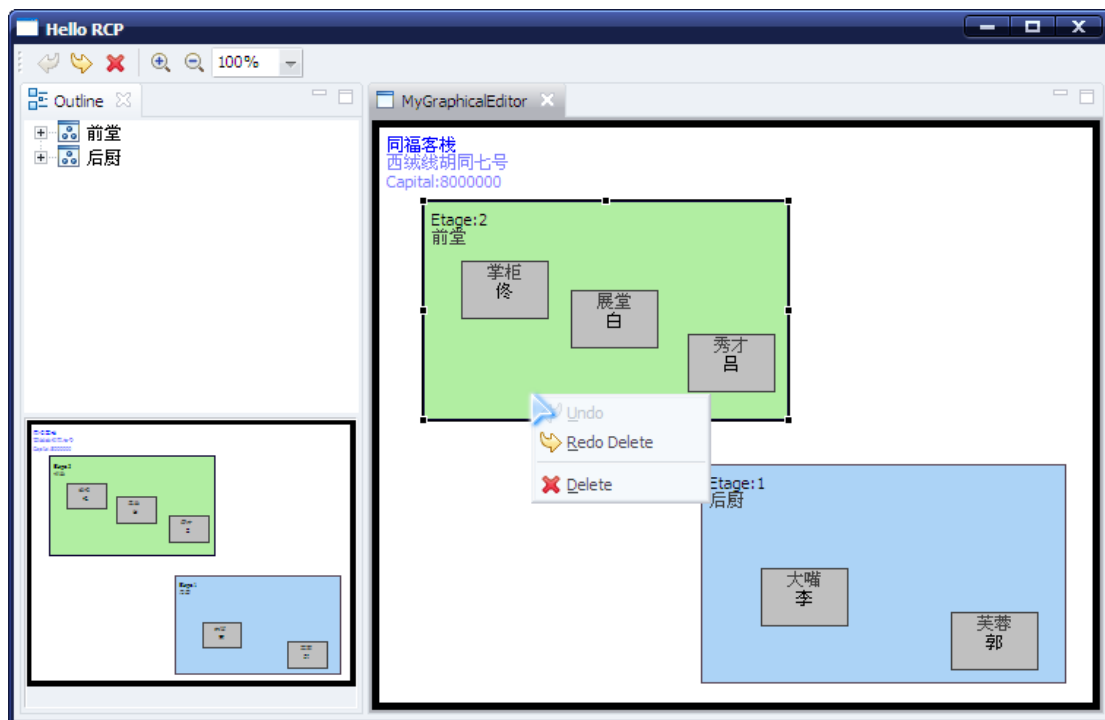 Hello RCP
100%
Outline
前堂
后厨
MyGraphicalEditor
同福客栈
西绒线胡同七号
Capital:8000000
Etage:2
前堂
掌柜
佟
展堂
白
秀才
吕
Undo
Redo Delete
Delete
Etage:1
后厨
大嘴
李
芙蓉
郭